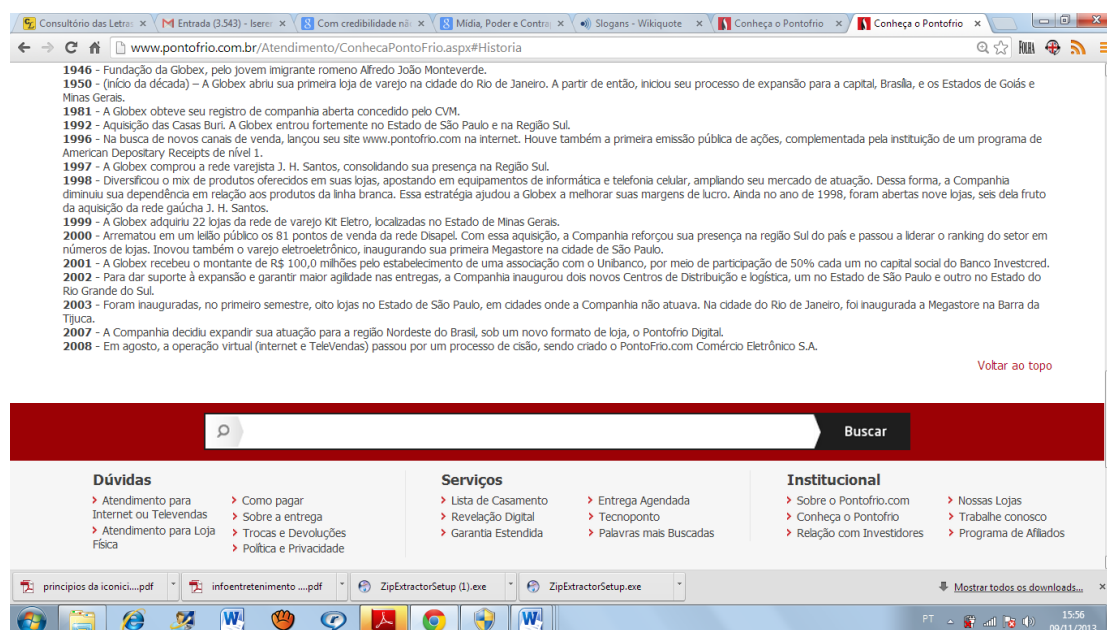 Consultório das Letra
Entrada (3.543) - Iserer
Com credibilidade nã
Mídia, Poder e Contra
Slogans - Wikiquote
Conheça o Pontofrio
Conheça o Pontofrio
www.pontofrio.com.br/Atendimento/ConhecaPontoFrio.aspx#Historia
1946 - Fundação da Globex, pelo jovem imigrante romeno Alfredo João Monteverde.
1950 - (início da década) – A Globex abriu sua primeira loja de varejo na cidade do Rio de Janeiro. A partir de então, iniciou seu processo de expansão para a capital, Brasília, e os Estados de Goiás e
Minas Gerais.
1981 - A Globex obteve seu registro de companhia aberta concedido pelo CVM.
1992 - Aquisição das Casas Buri. A Globex entrou fortemente no Estado de São Paulo e na Região Sul.
1996 - Na busca de novos canais de venda, lançou seu site www.pontofrio.com na internet. Houve também a primeira emissão pública de ações, complementada pela instituição de um programa de
American Depositary Receipts de nível 1.
1997 - A Globex comprou a rede varejista J. H. Santos, consolidando sua presença na Região Sul.
1998 - Diversificou o mix de produtos oferecidos em suas lojas, apostando em equipamentos de informática e telefonia celular, ampliando seu mercado de atuação. Dessa forma, a Companhia
diminuiu sua dependência em relação aos produtos da linha branca. Essa estratégia ajudou a Globex a melhorar suas margens de lucro. Ainda no ano de 1998, foram abertas nove lojas, seis dela fruto
da aquisição da rede gaúcha J. H. Santos.
1999 - A Globex adquiriu 22 lojas da rede de varejo Kit Eletro, localizadas no Estado de Minas Gerais.
2000 - Arrematou em um leilão público os 81 pontos de venda da rede Disapel. Com essa aquisição, a Companhia reforçou sua presença na região Sul do país e passou a liderar o ranking do setor em
números de lojas. Inovou também o varejo eletroeletrônico, inaugurando sua primeira Megastore na cidade de São Paulo.
2001 - A Globex recebeu o montante de R$ 100,0 milhões pelo estabelecimento de uma associação com o Unibanco, por meio de participação de 50% cada um no capital social do Banco Investcred.
2002 - Para dar suporte à expansão e garantir maior agilidade nas entregas, a Companhia inaugurou dois novos Centros de Distribuição e logística, um no Estado de São Paulo e outro no Estado do
Rio Grande do Sul.
2003 - Foram inauguradas, no primeiro semestre, oito lojas no Estado de São Paulo, em cidades onde a Companhia não atuava. Na cidade do Rio de Janeiro, foi inaugurada a Megastore na Barra da
Tijuca.
2007 - A Companhia decidiu expandir sua atuação para a região Nordeste do Brasil, sob um novo formato de loja, o Pontofrio Digital.
2008 - Em agosto, a operação virtual (internet e TeleVendas) passou por um processo de cisão, sendo criado o PontoFrio.com Comércio Eletrônico S.A.
Voltar ao topo
Buscar
Dúvidas
Atendimento para
Internet ou Televendas
Atendimento para Loja
Física
Como pagar
Sobre a entrega
Trocas e Devoluções
Política e Privacidade
Serviços
Lista de Casamento
Revelação Digital
Garantia Estendida
Entrega Agendada
Tecnoponto
Palavras mais Buscadas
Institucional
Sobre o Pontofrio.com
Conheça o Pontofrio
Relação com Investidores
Nossas Lojas
Trabalhe conosco
Programa de Afiliados
principios da iconici....pdf
infoentretenimento ....pdf
ZipExtractorSetup (1).exe
ZipExtractorSetup.exe
Mostrar todos os downloads...
PT
15:56
09/11/2013